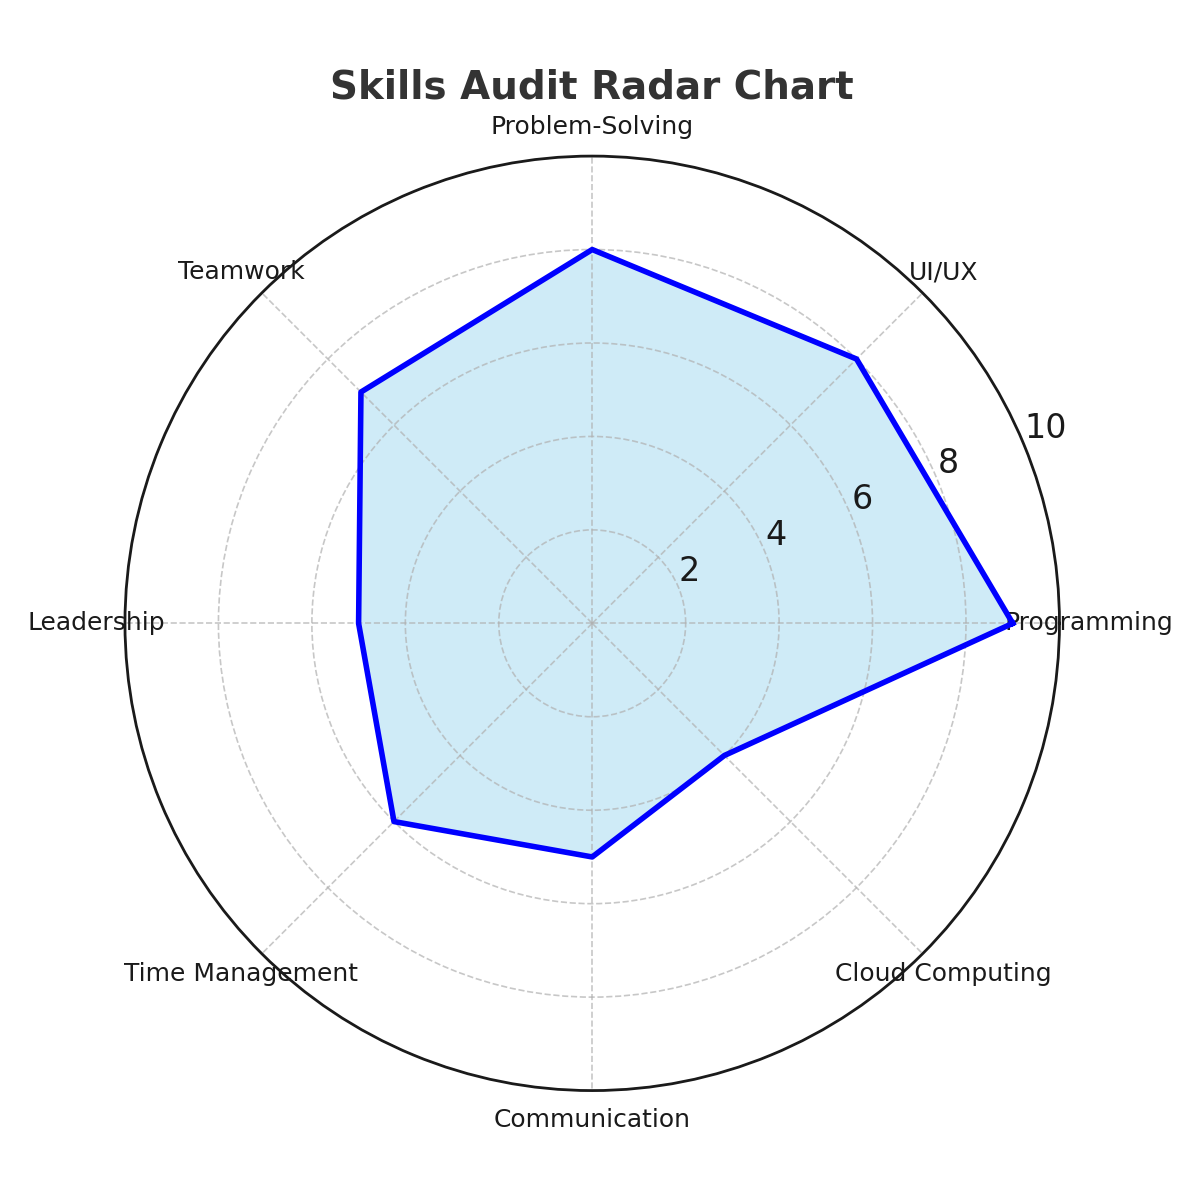 Skills Audit Radar Chart
Problem-Solving
Teamwork
UI/UX
10
8
6
4
2
Leadership
Programming
Time Management
Cloud Computing
Communication